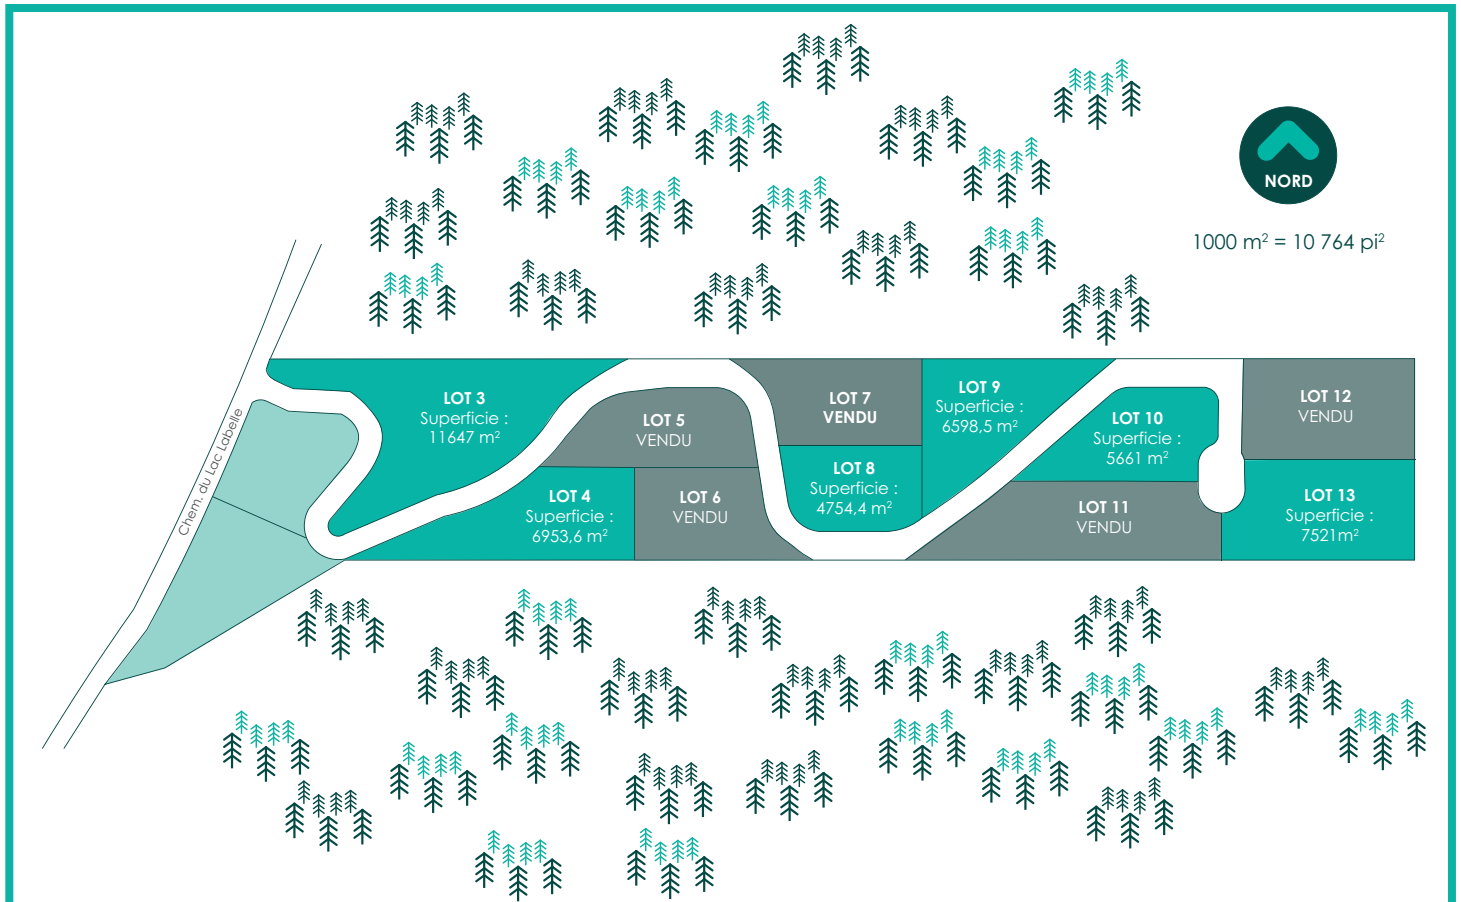 NORD
1000 m² = 10 764 pi²
Chem. du Lac Labelle
LOT 3
Superficie :
11647 m²
LOT 4
Superficie :
6953,6 m²
LOT 5
VENDU
LOT 6
VENDU
LOT 7
VENDU
LOT 8
Superficie :
4754,4 m²
LOT 9
Superficie :
6598,5 m²
LOT 10
Superficie :
5661 m²
LOT 11
VENDU
LOT 12
VENDU
LOT 13
Superficie :
7521m²